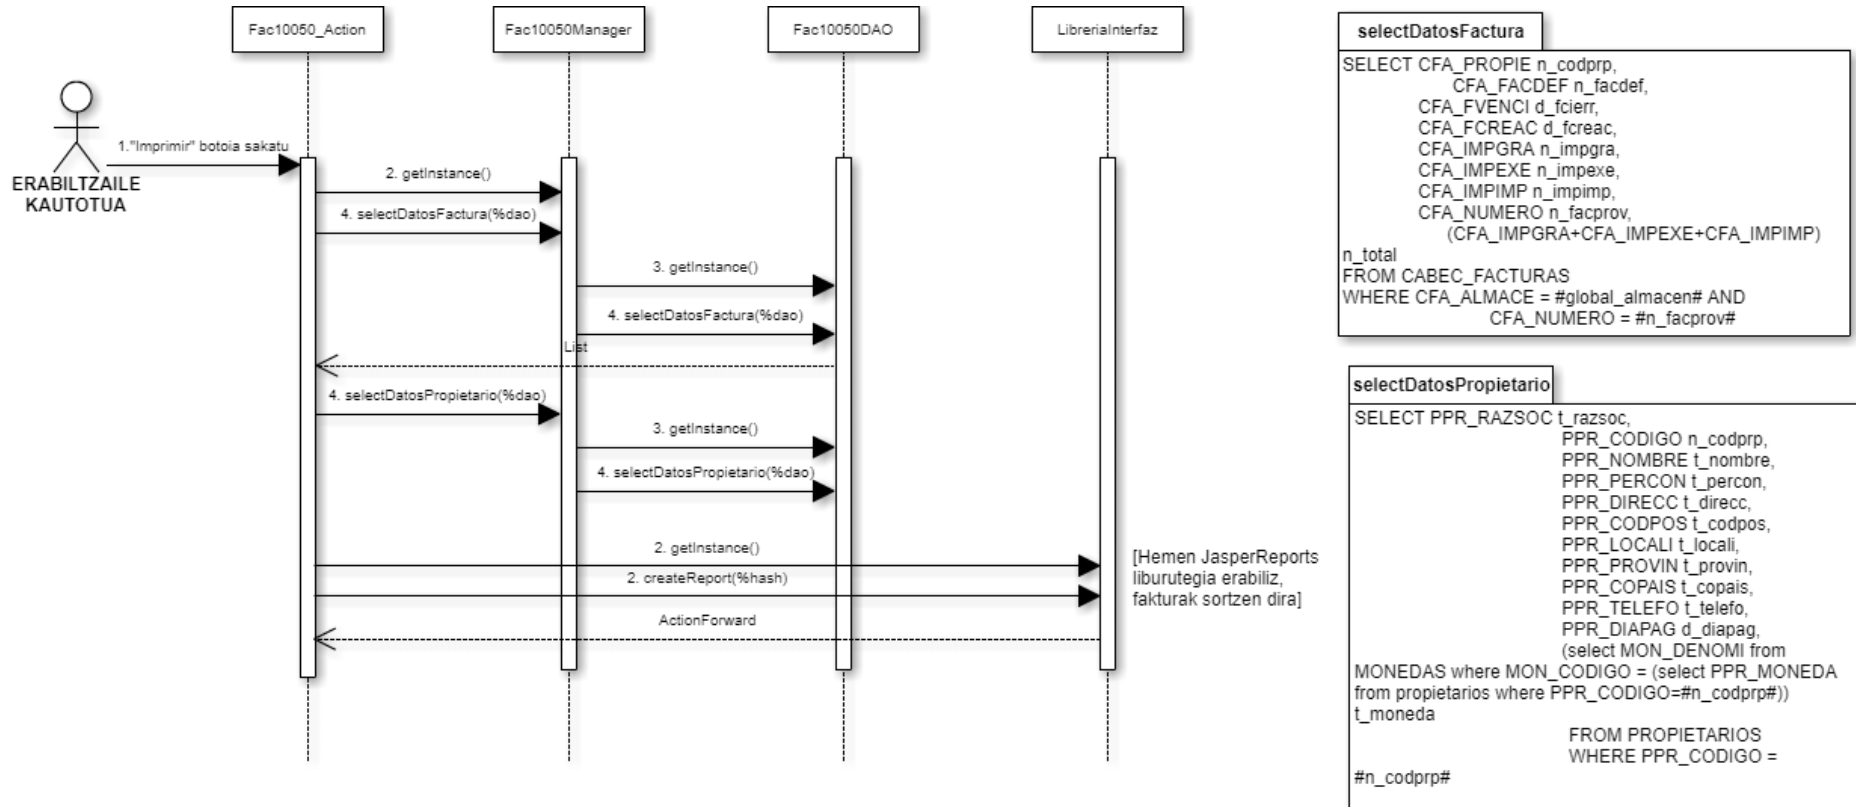 Fac10050_Action
Fac10050Manager
Fac10050DAO
LibreriaInterfaz
1."Imprimir" botoia sakatu
ERABILTZAILE
KAUTOTUA
2. getInstance()
4. selectDatosFactura(%dao)
3. getInstance()
4. selectDatosFactura(%dao)
List
4. selectDatosPropietario(%dao)
3. getInstance()
4. selectDatosPropietario(%dao)
2. getInstance()
2. createReport(%hash)
ActionForward
[Hemen JasperReports
liburutegia erabiliz,
fakturak sortzen dira]
selectDatosFactura
SELECT CFA_PROPIE n_codprp,
CFA_FACDEF n_facdef,
CFA_FVENCI d_fcierr,
CFA_FCREAC d_fcreac,
CFA_IMPGRA n_impgra,
CFA_IMPEXE n_impexe,
CFA_IMPIMP n_impimp,
CFA_NUMERO n_facprov,
(CFA_IMPGRA+CFA_IMPEXE+CFA_IMPIMP)
n_total
FROM CABEC_FACTURAS
WHERE CFA_ALMACE = #global_almacen# AND
CFA_NUMERO = #n_facprov#
selectDatosPropietario
SELECT PPR_RAZSOC t_razsoc,
PPR_CODIGO n_codprp,
PPR_NOMBRE t_nombre,
PPR_PERCON t_percon,
PPR_DIRECC t_direcc,
PPR_CODPOS t_codpos,
PPR_LOCALI t_locali,
PPR_PROVIN t_provin,
PPR_COPAIS t_copais,
PPR_TELEFO t_telefo,
PPR_DIAPAG d_diapag,
(select MON_DENOMI from
MONEDAS where MON_CODIGO = (select PPR_MONEDA
from propietarios where PPR_CODIGO=#n_codprp#))
t_moneda
FROM PROPIETARIOS
WHERE PPR_CODIGO =
#n_codprp#